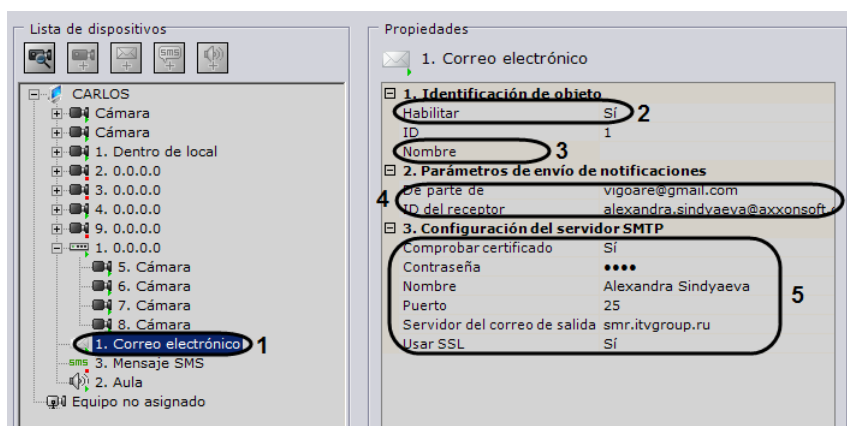 Lista de dispositivos
SMS
CARLOS
Cámara
Cámara
1. Dentro de local
2. 0.0.0.0
3. 0.0.0.0
4. 0.0.0.0
9. 0.0.0.0
1. 0.0.0.0
5. Cámara
6. Cámara
7. Cámara
8. Cámara
1. Correo electrónico 1
sms 3. Mensaje SMS
2. Aula
Equipo no asignado
Propiedades
1. Correo electrónico
1. Identificación de objeto
Habilitar Sí 2
ID 1
Nombre 3
2. Parámetros de envío de notificaciones
4
De parte de vigoare@gmail.com
ID del receptor alexandra.sindyaeva@axxonsoft.
3. Configuración del servidor SMTP
Comprobar certificado Sí
Contraseña ●●●●
Nombre Alexandra Sindyaeva
5
Puerto 25
Servidor del correo de salida smr.itvgroup.ru
Usar SSL Sí